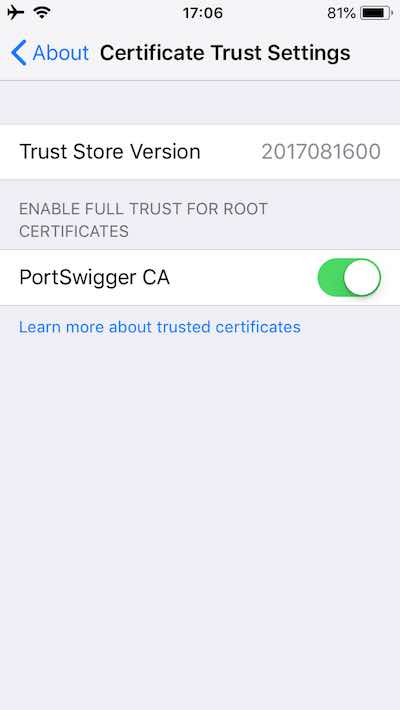 17:06
81%
About
Certificate Trust Settings
Trust Store Version
2017081600
ENABLE FULL TRUST FOR ROOT
CERTIFICATES
PortSwigger CA
Learn more about trusted certificates